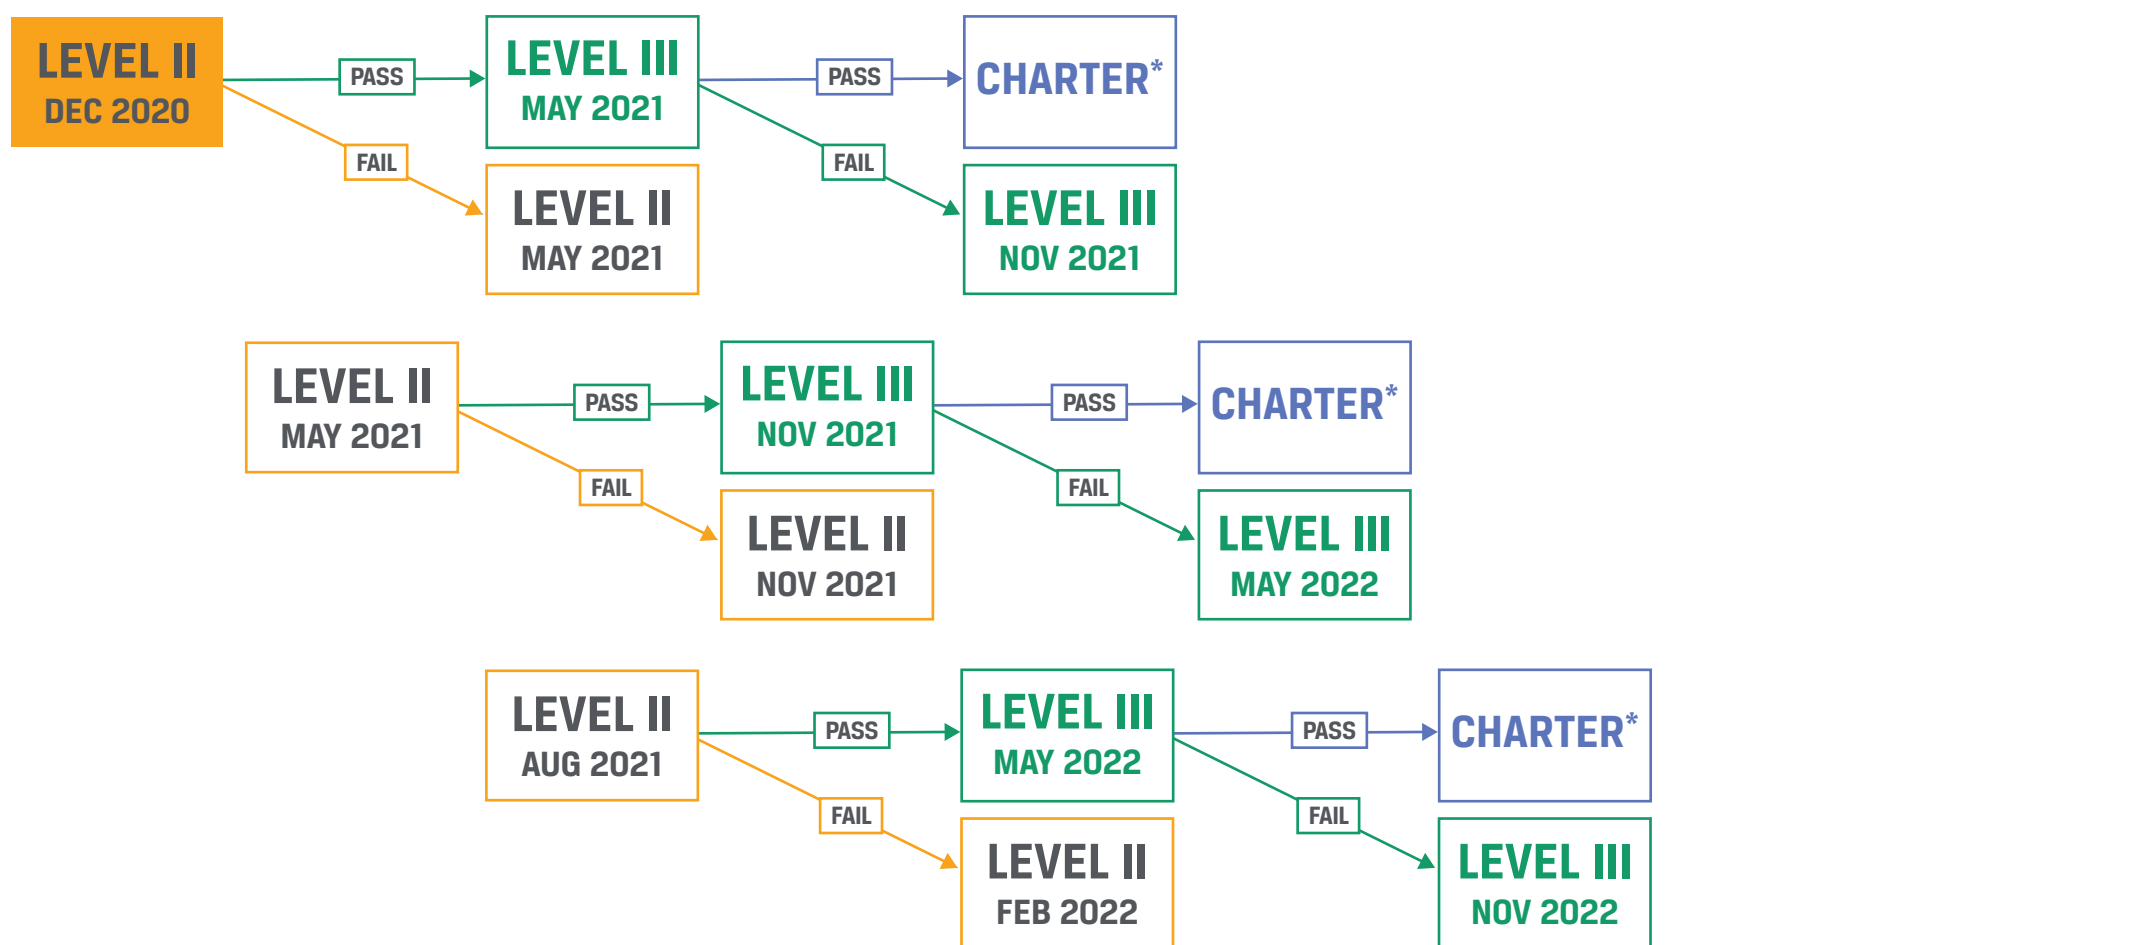 LEVEL II
DEC 2020
PASS
LEVEL III
MAY 2021
PASS
CHARTER*
FAIL
LEVEL II
MAY 2021
FAIL
LEVEL III
NOV 2021
LEVEL II
MAY 2021
PASS
LEVEL III
NOV 2021
PASS
CHARTER*
FAIL
LEVEL II
NOV 2021
FAIL
LEVEL III
MAY 2022
LEVEL II
AUG 2021
PASS
LEVEL III
MAY 2022
PASS
CHARTER*
FAIL
LEVEL II
FEB 2022
FAIL
LEVEL III
NOV 2022